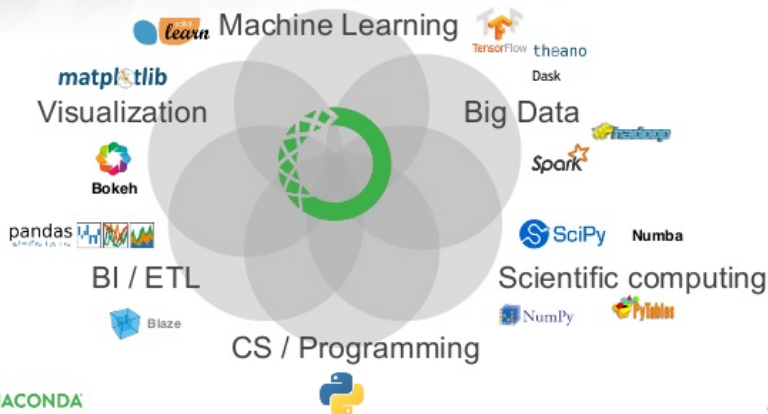 scikit
learn
Machine Learning
TensorFlow
theano
Dask
matplotlib
Visualization
Big Data
hadoop
Spark
Bokeh
pandas
SciPy
Numba
BI / ETL
Scientific computing
Blaze
NumPy
PyTables
CS / Programming
ACONDA